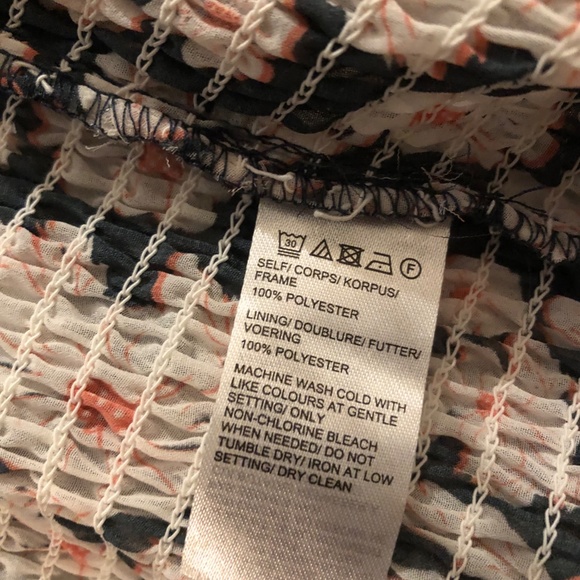 30 F
SELF/ CORPS/ KORPUS/
FRAME
100% POLYESTER
LINING/ DOUBLURE/ FUTTER/
VOERING
100% POLYESTER
MACHINE WASH COLD WITH
LIKE COLOURS AT GENTLE
SETTING/ ONLY
NON-CHLORINE BLEACH
WHEN NEEDED/ DO NOT
TUMBLE DRY/ IRON AT LOW
SETTING/ DRY CLEAN